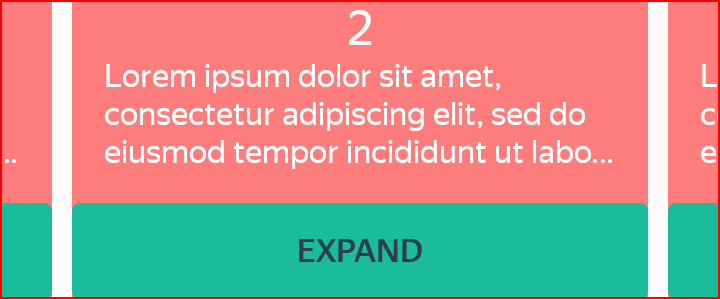 2
Lorem ipsum dolor sit amet,
consectetur adipiscing elit, sed do
eiusmod tempor incididunt ut labo...
EXPAND